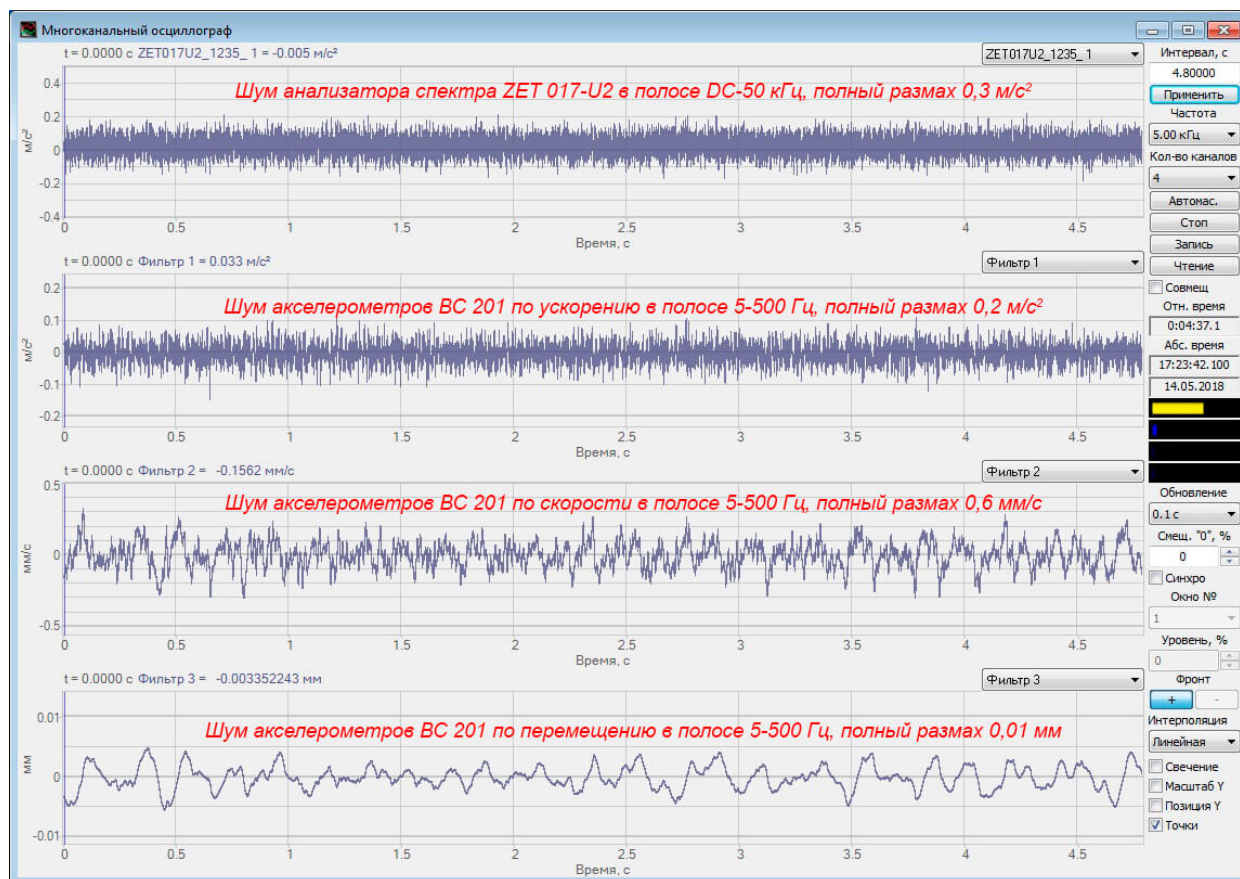 Многоканальный осциллограф
t = 0.0000 с ZET017U2_1235_ 1 = -0.005 м/с²
ZET017U2_1235_ 1
Шум анализатора спектра ZET 017-U2 в полосе DC-50 кГц, полный размах 0,3 м/с²
м/с²
0.4
0.2
0
-0.2
-0.4
0 0.5 1 1.5 2 2.5 3 3.5 4 4.5
Время, с
t = 0.0000 с Фильтр 1 = 0.033 м/с²
Фильтр 1
Шум акселерометров ВС 201 по ускорению в полосе 5-500 Гц, полный размах 0,2 м/с²
м/с²
0.2
0.1
0
-0.1
-0.2
0 0.5 1 1.5 2 2.5 3 3.5 4 4.5
Время, с
t = 0.0000 с Фильтр 2 = -0.1562 мм/с
Фильтр 2
Шум акселерометров ВС 201 по скорости в полосе 5-500 Гц, полный размах 0,6 мм/с
мм/с
0.5
0
-0.5
0 0.5 1 1.5 2 2.5 3 3.5 4 4.5
Время, с
t = 0.0000 с Фильтр 3 = -0.003352243 мм
Фильтр 3
Шум акселерометров ВС 201 по перемещению в полосе 5-500 Гц, полный размах 0,01 мм
мм
0.01
0
-0.01
0 0.5 1 1.5 2 2.5 3 3.5 4 4.5
Время, с
Интервал, с
4.80000
Применить
Частота
5.00 кГц
Кол-во каналов
4
Автомас.
Стоп
Запись
Чтение
Совмещ
Отн. время
0:04:37.1
Абс. время
17:23:42.100
14.05.2018
Обновление
0.1 с
Смещ. "0", %
0
Синхро
Окно №
1
Уровень, %
0
Фронт
+ -
Интерполяция
Линейная
Свечение
Масштаб Y
Позиция Y
Точки